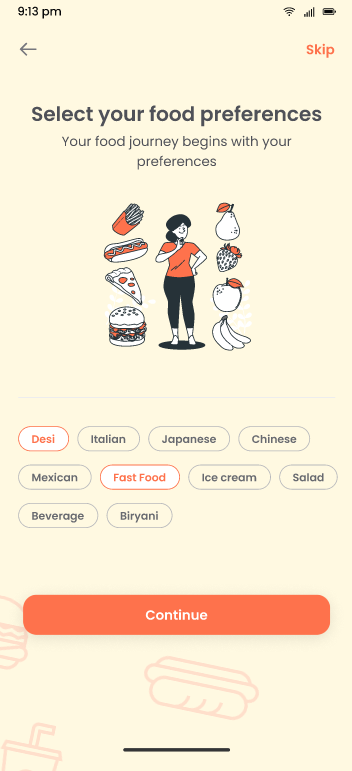 9:13 pm
Skip
Select your food preferences
Your food journey begins with your
preferences
Desi Italian Japanese Chinese
Mexican Fast Food Ice cream Salad
Beverage Biryani
Continue